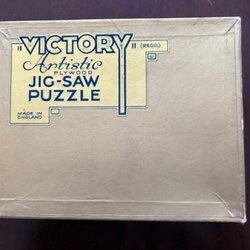 "VICTORY" (REGD.)
Artistic
PLYWOOD
JIG-SAW
PUZZLE
MADE IN
ENGLAND